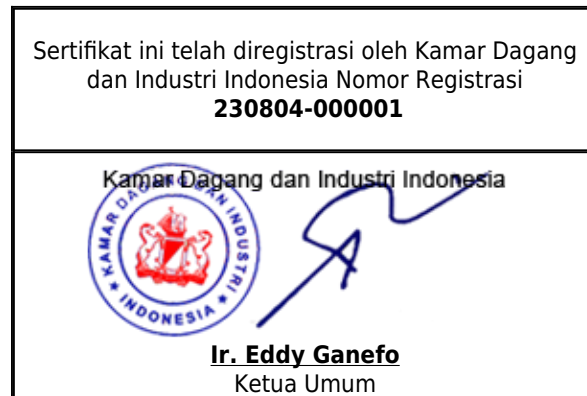 Sertifikat ini telah diregistrasi oleh Kamar Dagang
dan Industri Indonesia Nomor Registrasi
230804-000001
Kamar Dagang dan Industri Indonesia
KAMAR DAGANG DAN INDUSTRI
* INDONESIA *
Ir. Eddy Ganefo
Ketua Umum